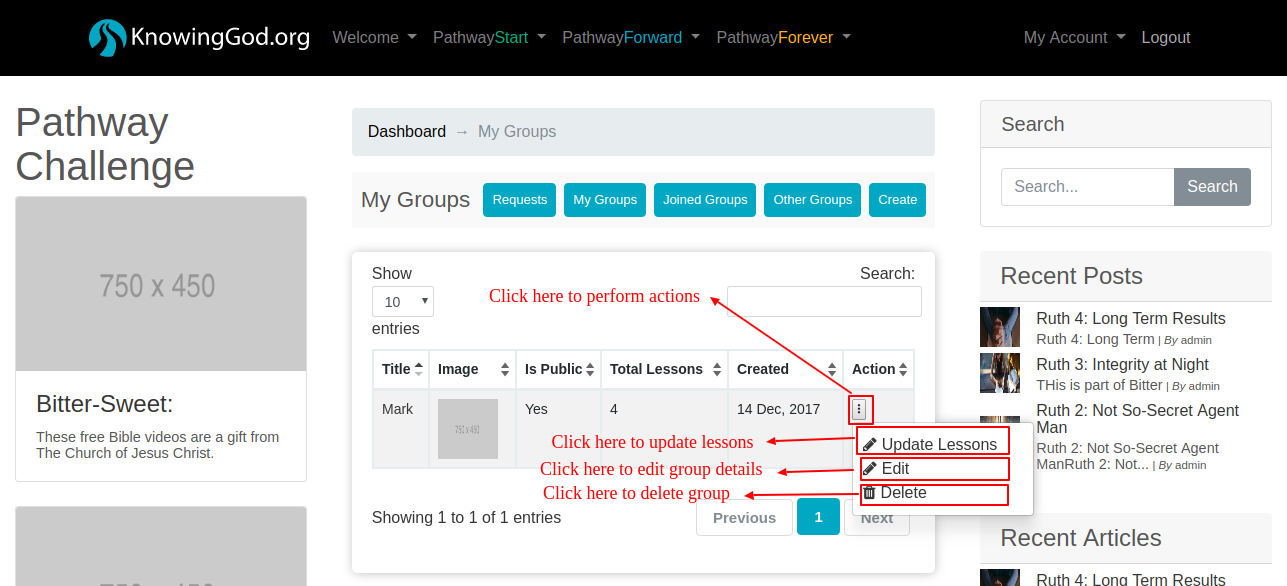 KnowingGod.org Welcome PathwayStart PathwayForward PathwayForever My Account Logout
Pathway
Challenge
750 x 450
Bitter-Sweet:
These free Bible videos are a gift from
The Church of Jesus Christ.
Dashboard → My Groups
My Groups Requests My Groups Joined Groups Other Groups Create
Show Search:
10
Click here to perform actions
entries
Title Image Is Public Total Lessons Created Action
Mark 750 x 450 Yes 4 14 Dec, 2017
Click here to update lessons Update Lessons
Click here to edit group details Edit
Click here to delete group Delete
Showing 1 to 1 of 1 entries Previous 1 Next
Search
Search... Search
Recent Posts
Ruth 4: Long Term Results
Ruth 4: Long Term | By admin
Ruth 3: Integrity at Night
THis is part of Bitter | By admin
Ruth 2: Not So-Secret Agent
Man
Ruth 2: Not So-Secret Agent
ManRuth 2: Not... | By admin
Recent Articles
Ruth 4: Long Term Results